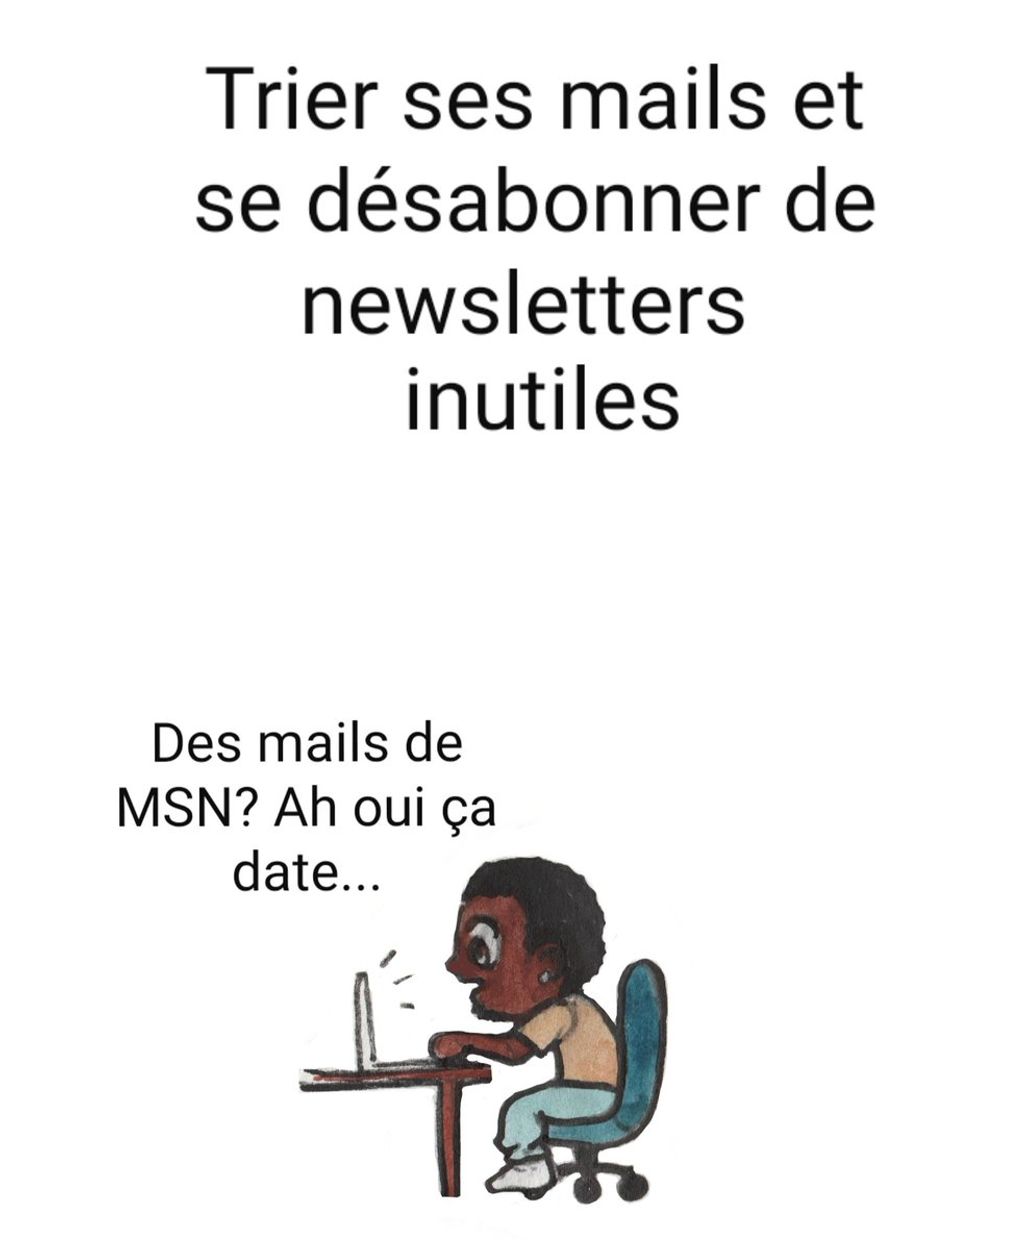 Trier ses mails et
se désabonner de
newsletters
inutiles
Des mails de
MSN? Ah oui ça
date...